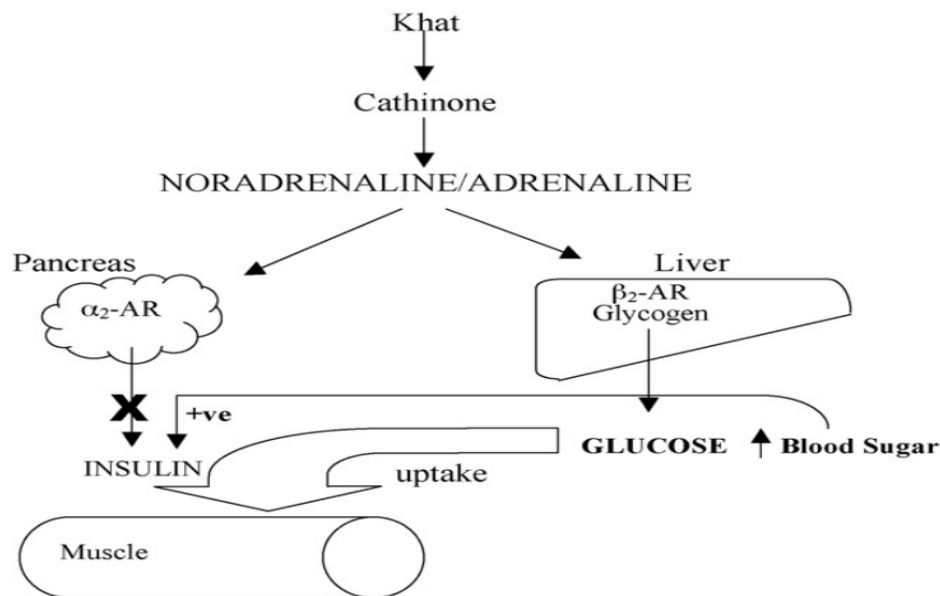 Khat
Cathinone
NORADRENALINE/ADRENALINE
Pancreas
Liver
α₂-AR
β₂-AR
Glycogen
+ve
INSULIN
uptake
GLUCOSE
Blood Sugar
Muscle